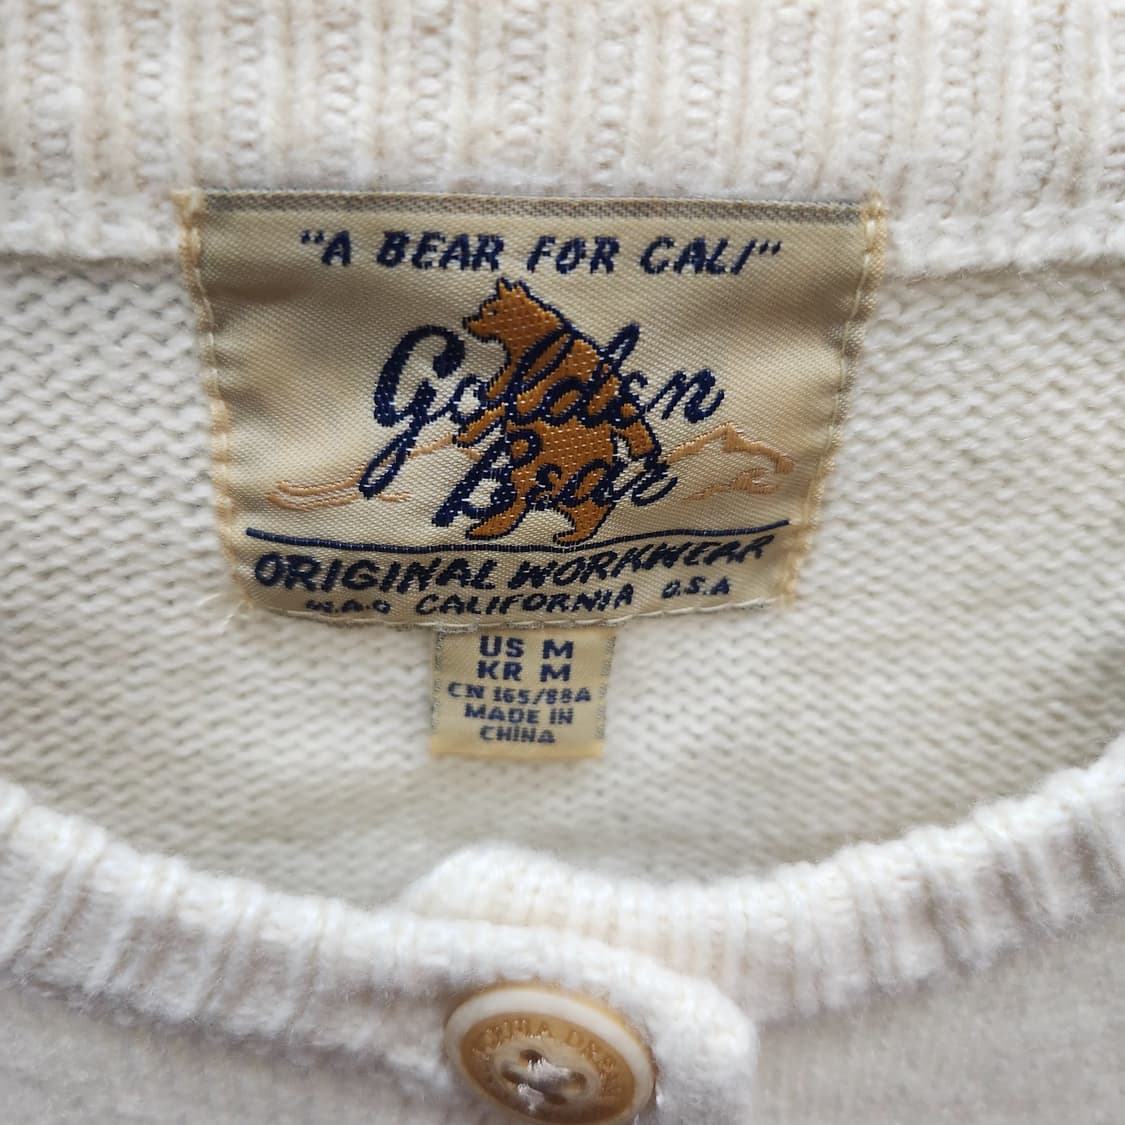 "A BEAR FOR CALI"
Golden
Bear
ORIGINAL WORKWEAR
CALIFORNIA U.S.A
US M
KR M
CN 165/88A
MADE IN
CHINA